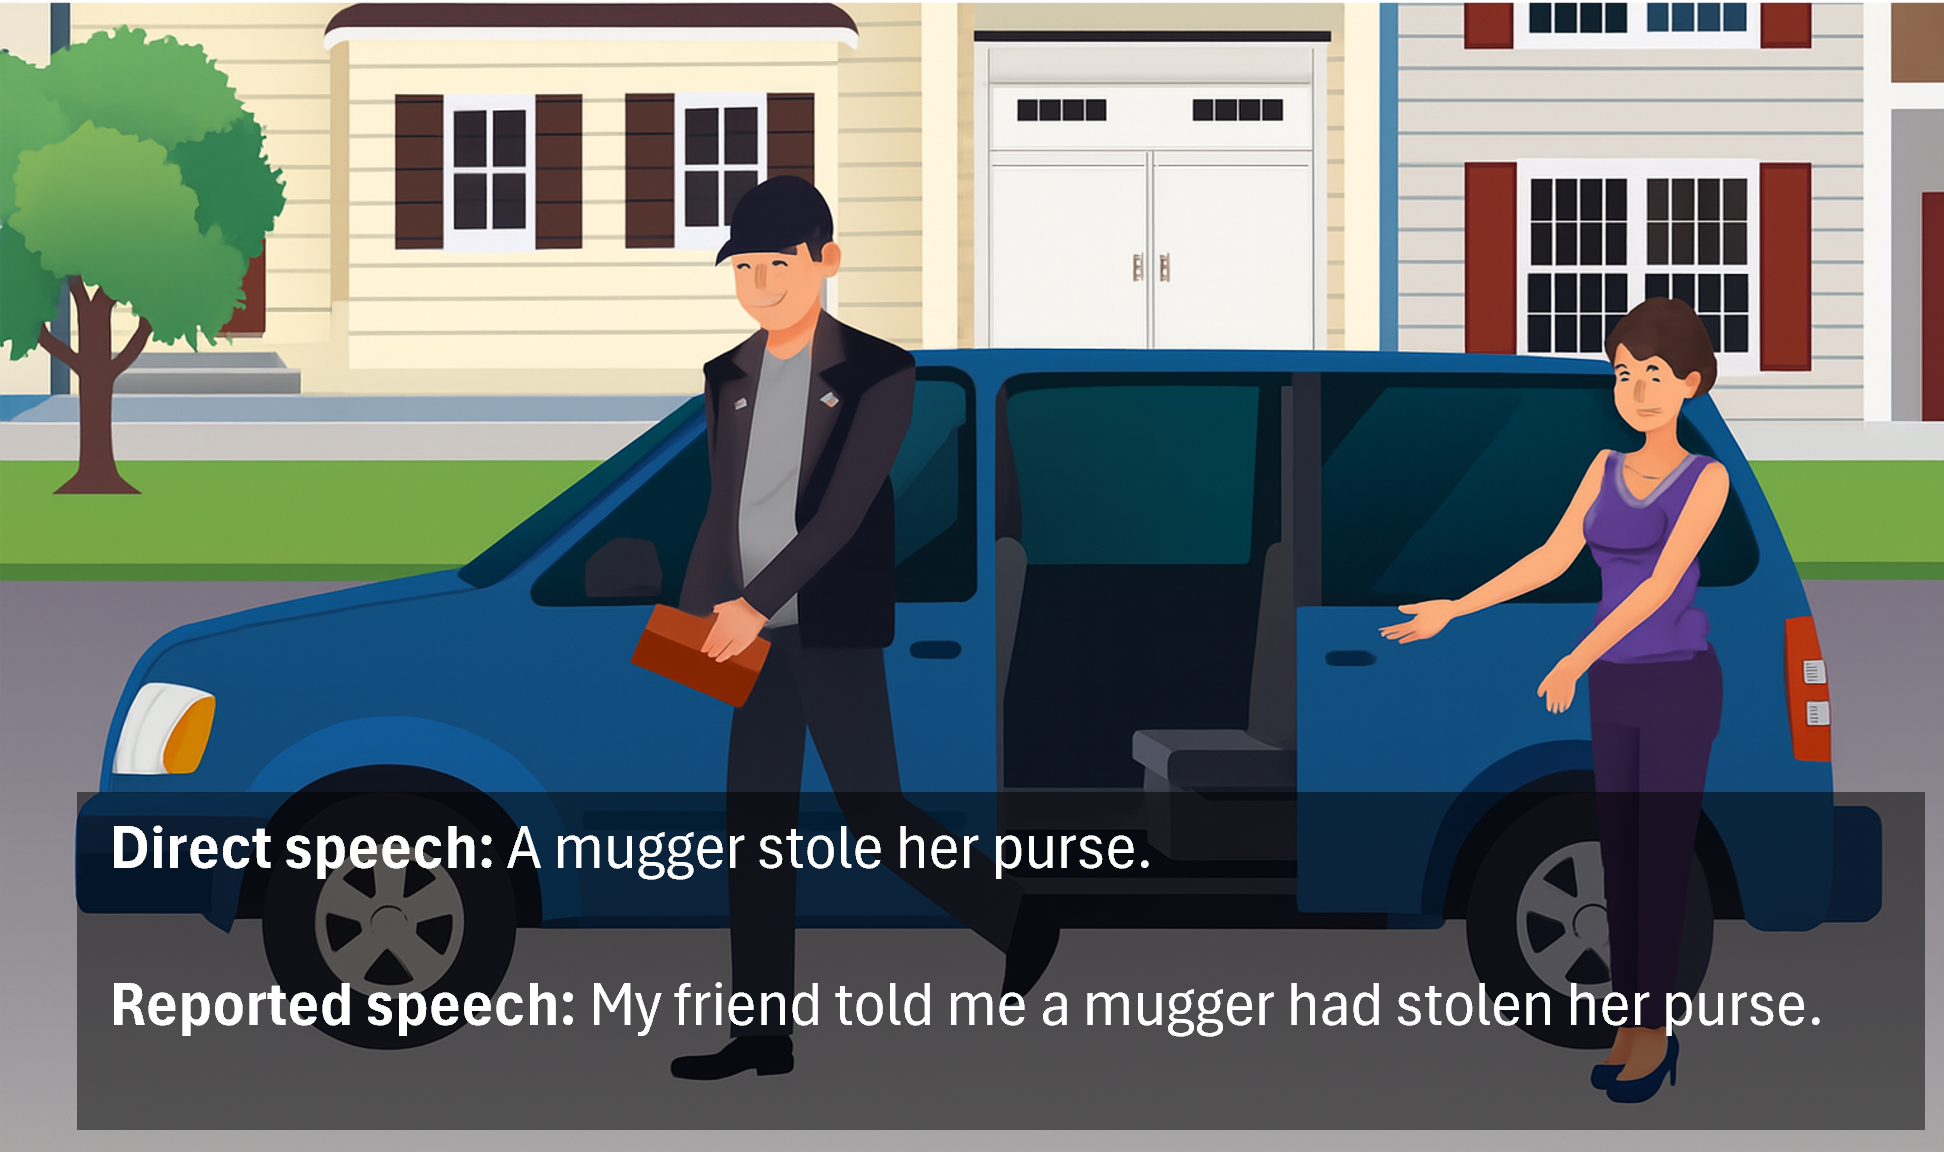 Direct speech: A mugger stole her purse.
Reported speech: My friend told me a mugger had stolen her purse.